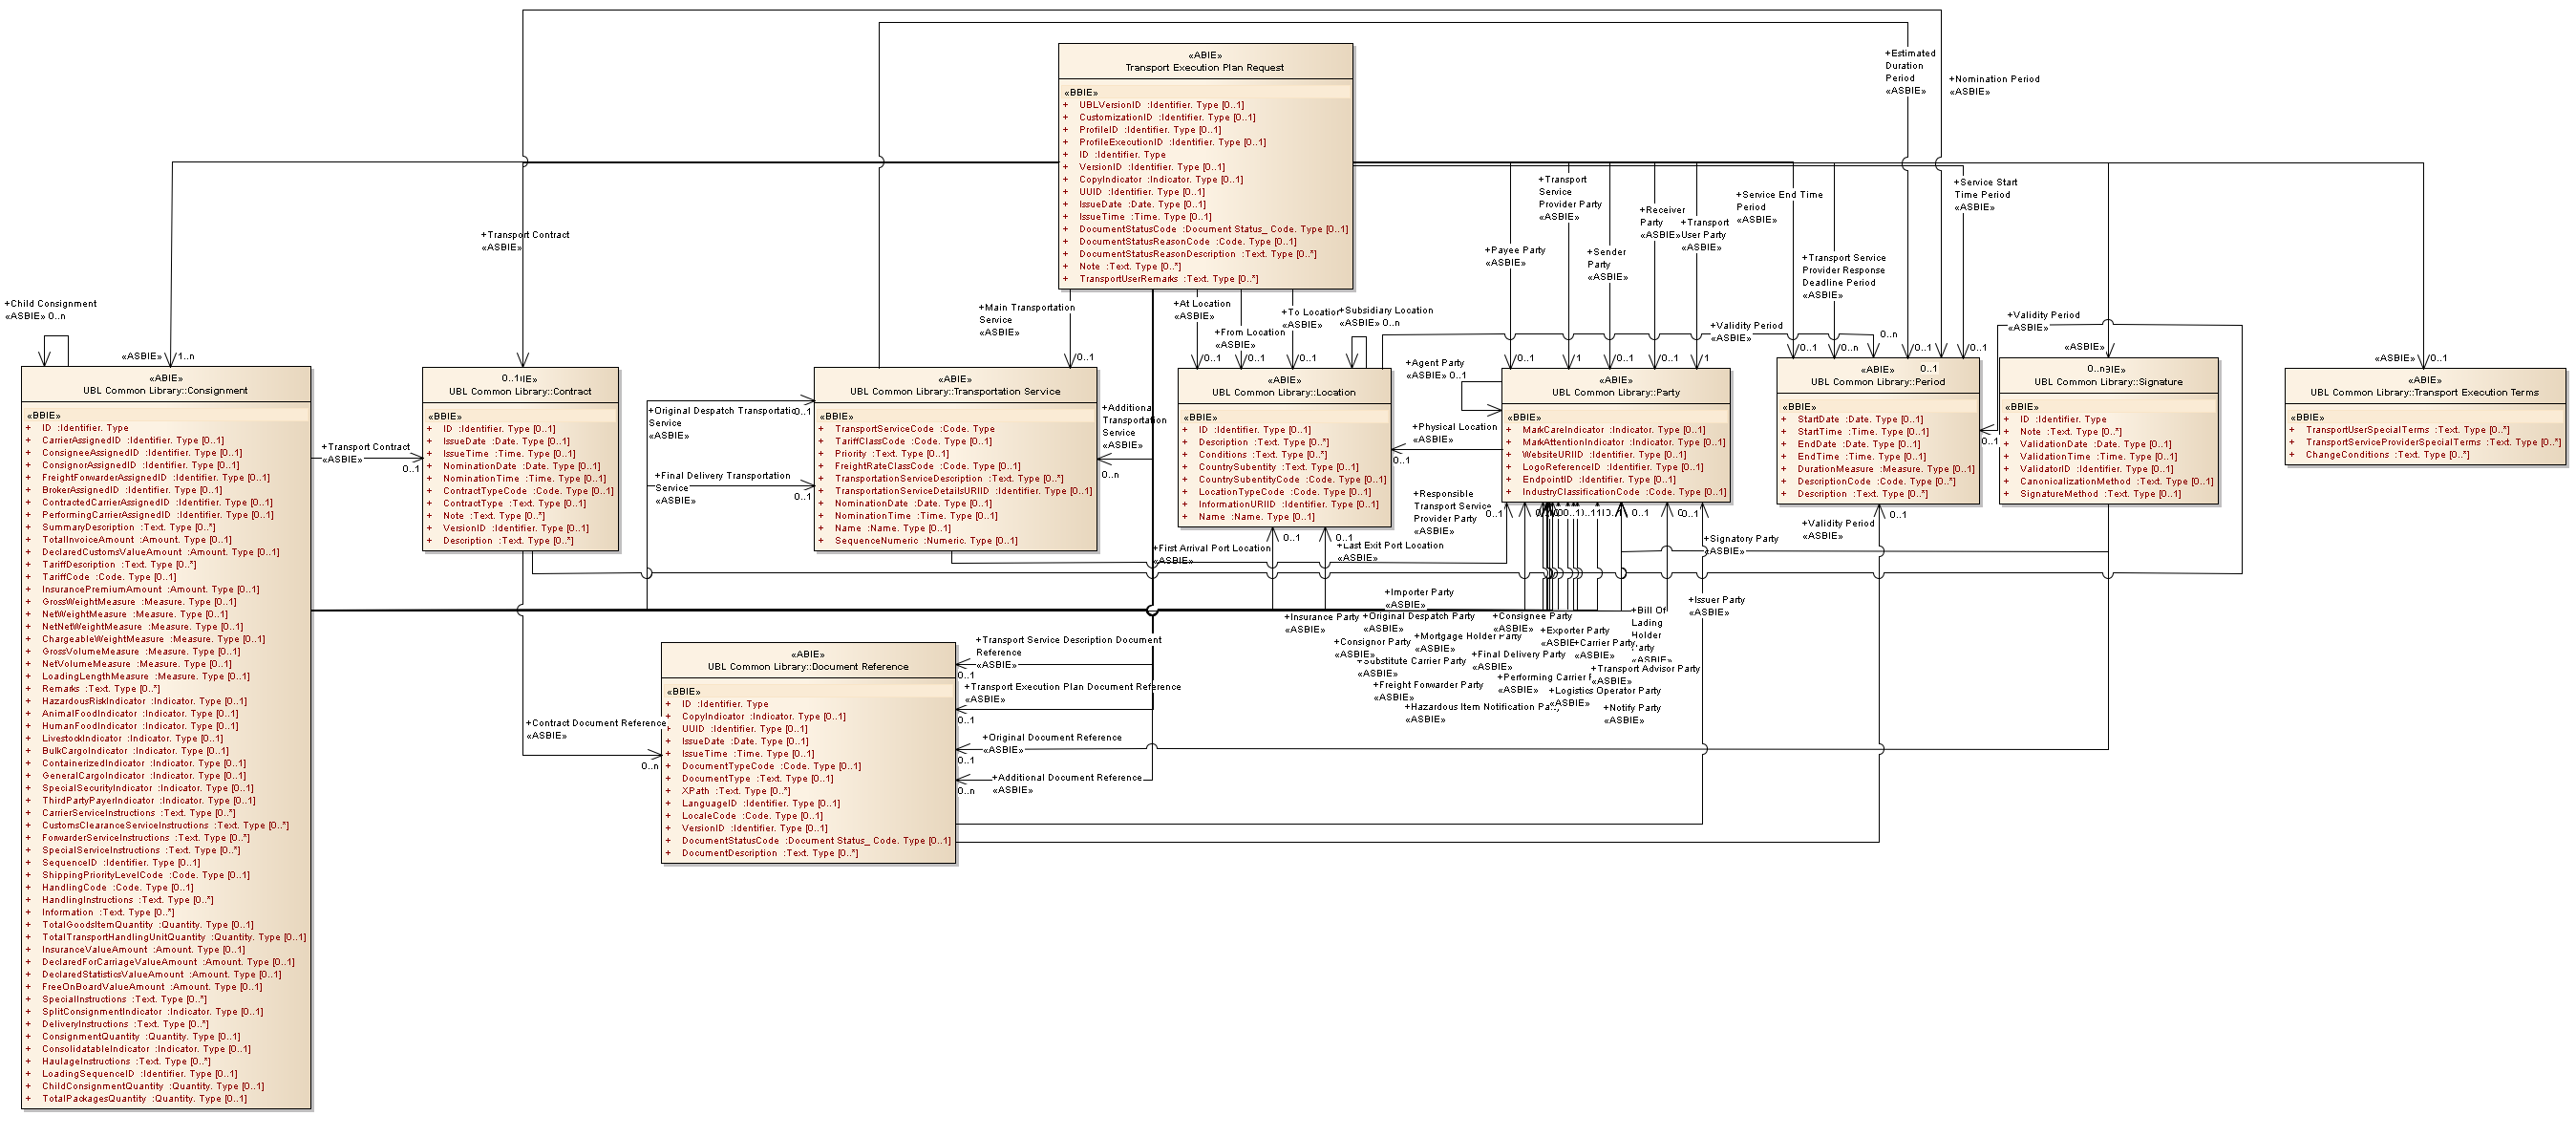 «ABIE»
Transport Execution Plan Request
«BBIE»
+ UBLVersionID :Identifier. Type [0..1]
+ CustomizationID :Identifier. Type [0..1]
+ ProfileID :Identifier. Type [0..1]
+ ProfileExecutionID :Identifier. Type [0..1]
+ ID :Identifier. Type
+ VersionID :Identifier. Type [0..1]
+ CopyIndicator :Indicator. Type [0..1]
+ UUID :Identifier. Type [0..1]
+ IssueDate :Date. Type [0..1]
+ IssueTime :Time. Type [0..1]
+ DocumentStatusCode :Document Status_ Code. Type [0..1]
+ DocumentStatusReasonCode :Code. Type [0..1]
+ DocumentStatusReasonDescription :Text. Type [0..*]
+ Note :Text. Type [0..*]
+ TransportUserRemarks :Text. Type [0..*]
+Estimated
Duration
Period
«ASBIE»
+Nomination Period
«ASBIE»
+Transport
Service
Provider Party
«ASBIE»
+Receiver
Party
«ASBIE»
+Transport
User Party
«ASBIE»
+Service End Time
Period
«ASBIE»
+Service Start
Time Period
«ASBIE»
+Payee Party
«ASBIE»
+Sender
Party
«ASBIE»
+Transport Service
Provider Response
Deadline Period
«ASBIE»
+Transport Contract
«ASBIE»
+Child Consignment
«ASBIE» 0..n
+Main Transportation
Service
«ASBIE»
+At Location
«ASBIE»
+From Location
«ASBIE»
+To Location
«ASBIE»
+Subsidiary Location
«ASBIE» 0..n
+Validity Period
«ASBIE»
0..n
+Validity Period
«ASBIE»
«ASBIE» 1..n
0..1
0..1
0..1
0..1
0..1
1
0..1
0..1
1
0..1
0..n
0..1
0..1
«ASBIE»
«ASBIE» 0..1
«ABIE»
UBL Common Library::Consignment
«BBIE»
+ ID :Identifier. Type
+ CarrierAssignedID :Identifier. Type [0..1]
+ ConsigneeAssignedID :Identifier. Type [0..1]
+ ConsignorAssignedID :Identifier. Type [0..1]
+ FreightForwarderAssignedID :Identifier. Type [0..1]
+ BrokerAssignedID :Identifier. Type [0..1]
+ ContractedCarrierAssignedID :Identifier. Type [0..1]
+ PerformingCarrierAssignedID :Identifier. Type [0..1]
+ SummaryDescription :Text. Type [0..*]
+ TotalInvoiceAmount :Amount. Type [0..1]
+ DeclaredCustomsValueAmount :Amount. Type [0..1]
+ TariffDescription :Text. Type [0..*]
+ TariffCode :Code. Type [0..1]
+ InsurancePremiumAmount :Amount. Type [0..1]
+ GrossWeightMeasure :Measure. Type [0..1]
+ NetWeightMeasure :Measure. Type [0..1]
+ NetNetWeightMeasure :Measure. Type [0..1]
+ ChargeableWeightMeasure :Measure. Type [0..1]
+ GrossVolumeMeasure :Measure. Type [0..1]
+ NetVolumeMeasure :Measure. Type [0..1]
+ LoadingLengthMeasure :Measure. Type [0..1]
+ Remarks :Text. Type [0..*]
+ HazardousRiskIndicator :Indicator. Type [0..1]
+ AnimalFoodIndicator :Indicator. Type [0..1]
+ HumanFoodIndicator :Indicator. Type [0..1]
+ LivestockIndicator :Indicator. Type [0..1]
+ BulkCargoIndicator :Indicator. Type [0..1]
+ ContainerizedIndicator :Indicator. Type [0..1]
+ GeneralCargoIndicator :Indicator. Type [0..1]
+ SpecialSecurityIndicator :Indicator. Type [0..1]
+ ThirdPartyPayerIndicator :Indicator. Type [0..1]
+ CarrierServiceInstructions :Text. Type [0..*]
+ CustomsClearanceServiceInstructions :Text. Type [0..*]
+ ForwarderServiceInstructions :Text. Type [0..*]
+ SpecialServiceInstructions :Text. Type [0..*]
+ SequenceID :Identifier. Type [0..1]
+ ShippingPriorityLevelCode :Code. Type [0..1]
+ HandlingCode :Code. Type [0..1]
+ HandlingInstructions :Text. Type [0..*]
+ Information :Text. Type [0..*]
+ TotalGoodsItemQuantity :Quantity. Type [0..1]
+ TotalTransportHandlingUnitQuantity :Quantity. Type [0..1]
+ InsuranceValueAmount :Amount. Type [0..1]
+ DeclaredForCarriageValueAmount :Amount. Type [0..1]
+ DeclaredStatisticsValueAmount :Amount. Type [0..1]
+ FreeOnBoardValueAmount :Amount. Type [0..1]
+ SpecialInstructions :Text. Type [0..*]
+ SplitConsignmentIndicator :Indicator. Type [0..1]
+ DeliveryInstructions :Text. Type [0..*]
+ ConsignmentQuantity :Quantity. Type [0..1]
+ ConsolidatableIndicator :Indicator. Type [0..1]
+ HaulageInstructions :Text. Type [0..*]
+ LoadingSequenceID :Identifier. Type [0..1]
+ ChildConsignmentQuantity :Quantity. Type [0..1]
+ TotalPackagesQuantity :Quantity. Type [0..1]
+Transport Contract
«ASBIE»
0..1
0..1
UBL Common Library::Contract
«BBIE»
+ ID :Identifier. Type [0..1]
+ IssueDate :Date. Type [0..1]
+ IssueTime :Time. Type [0..1]
+ NominationDate :Date. Type [0..1]
+ NominationTime :Time. Type [0..1]
+ ContractTypeCode :Code. Type [0..1]
+ ContractType :Text. Type [0..1]
+ Note :Text. Type [0..*]
+ VersionID :Identifier. Type [0..1]
+ Description :Text. Type [0..*]
+Original Despatch Transportatio
Service
«ASBIE»
0..1
+Final Delivery Transportation
Service
«ASBIE»
0..1
«ABIE»
UBL Common Library::Transportation Service
«BBIE»
+ TransportServiceCode :Code. Type
+ TariffClassCode :Code. Type [0..1]
+ Priority :Text. Type [0..1]
+ FreightRateClassCode :Code. Type [0..1]
+ TransportationServiceDescription :Text. Type [0..*]
+ TransportationServiceDetailsURIID :Identifier. Type [0..1]
+ NominationDate :Date. Type [0..1]
+ NominationTime :Time. Type [0..1]
+ Name :Name. Type [0..1]
+ SequenceNumeric :Numeric. Type [0..1]
+Additional
Transportation
Service
«ASBIE»
0..n
«ABIE»
UBL Common Library::Location
«BBIE»
+ ID :Identifier. Type [0..1]
+ Description :Text. Type [0..*]
+ Conditions :Text. Type [0..*]
+ CountrySubentity :Text. Type [0..1]
+ CountrySubentityCode :Code. Type [0..1]
+ LocationTypeCode :Code. Type [0..1]
+ InformationURIID :Identifier. Type [0..1]
+ Name :Name. Type [0..1]
+Agent Party
«ASBIE» 0..1
+Physical Location
«ASBIE»
0..1
+Responsible
Transport Service
Provider Party
«ASBIE»
«ABIE»
UBL Common Library::Party
«BBIE»
+ MarkCareIndicator :Indicator. Type [0..1]
+ MarkAttentionIndicator :Indicator. Type [0..1]
+ WebsiteURIID :Identifier. Type [0..1]
+ LogoReferenceID :Identifier. Type [0..1]
+ EndpointID :Identifier. Type [0..1]
+ IndustryClassificationCode :Code. Type [0..1]
«ABIE»
0..1
UBL Common Library::Period
«BBIE»
+ StartDate :Date. Type [0..1]
+ StartTime :Time. Type [0..1]
+ EndDate :Date. Type [0..1]
+ EndTime :Time. Type [0..1]
+ DurationMeasure :Measure. Type [0..1]
+ DescriptionCode :Code. Type [0..1]
+ Description :Text. Type [0..*]
0..1
0..n
UBL Common Library::Signature
«BBIE»
+ ID :Identifier. Type
+ Note :Text. Type [0..*]
+ ValidationDate :Date. Type [0..1]
+ ValidationTime :Time. Type [0..1]
+ ValidatorID :Identifier. Type [0..1]
+ CanonicalizationMethod :Text. Type [0..1]
+ SignatureMethod :Text. Type [0..1]
«ABIE»
UBL Common Library::Transport Execution Terms
«BBIE»
+ TransportUserSpecialTerms :Text. Type [0..*]
+ TransportServiceProviderSpecialTerms :Text. Type [0..*]
+ ChangeConditions :Text. Type [0..*]
0..1
0..1
0..1
0..1
+Validity Period
«ASBIE»
0..1
+First Arrival Port Location
«ASBIE»
0..1
+Last Exit Port Location
«ASBIE»
0..1
+Signatory Party
«ASBIE»
+Issuer Party
«ASBIE»
+Importer Party
«ASBIE»
+Insurance Party
«ASBIE»
+Original Despatch Party
«ASBIE»
+Consignee Party
«ASBIE»
+Bill Of
Lading
Holder
Party
«ASBIE»
+Consignor Party
«ASBIE»
+Mortgage Holder Party
«ASBIE»
+Exporter Party
«ASBIE»
+Carrier Party
«ASBIE»
+Substitute Carrier Party
«ASBIE»
+Final Delivery Party
«ASBIE»
+Transport Advisor Party
«ASBIE»
+Freight Forwarder Party
«ASBIE»
+Performing Carrier
«ASBIE»
+Logistics Operator Party
«ASBIE»
+Hazardous Item Notification Party
«ASBIE»
+Notify Party
«ASBIE»
«ABIE»
UBL Common Library::Document Reference
«BBIE»
+ ID :Identifier. Type
+ CopyIndicator :Indicator. Type [0..1]
+ UUID :Identifier. Type [0..1]
+ IssueDate :Date. Type [0..1]
+ IssueTime :Time. Type [0..1]
+ DocumentTypeCode :Code. Type [0..1]
+ DocumentType :Text. Type [0..1]
+ XPath :Text. Type [0..*]
+ LanguageID :Identifier. Type [0..1]
+ LocaleCode :Code. Type [0..1]
+ VersionID :Identifier. Type [0..1]
+ DocumentStatusCode :Document Status_ Code. Type [0..1]
+ DocumentDescription :Text. Type [0..*]
+Contract Document Reference
«ASBIE»
0..n
+Transport Service Description Document
Reference
«ASBIE»
0..1
+Transport Execution Plan Document Reference
«ASBIE»
0..1
+Original Document Reference
«ASBIE»
0..1
+Additional Document Reference
«ASBIE»
0..n